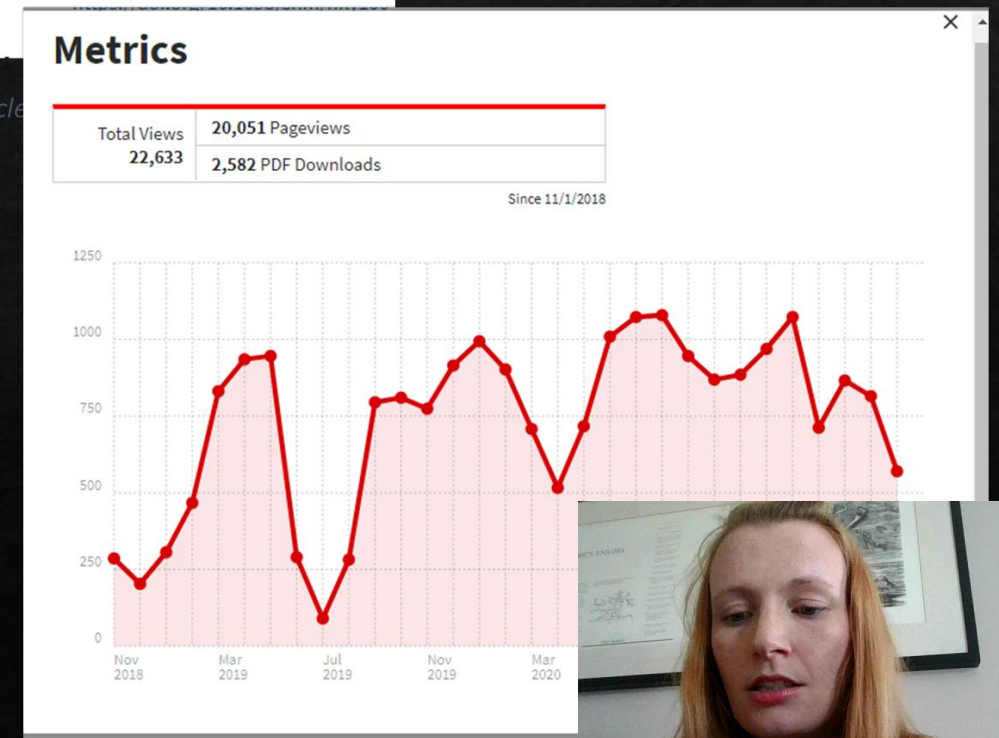 Metrics
Total Views
22,633
20,051 Pageviews
2,582 PDF Downloads
Since 11/1/2018
1250
1000
750
500
250
0
Nov
2018
Mar
2019
Jul
2019
Nov
2019
Mar
2020
ENIGMA